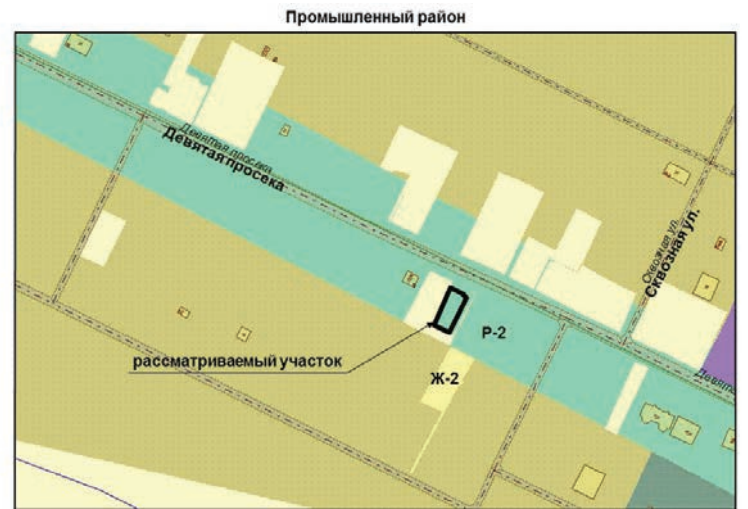 Промышленный район
Девятая просека
Девятая просека
Сквозная ул.
Сквозная ул.
Р-2
рассматриваемый участок
Ж-2